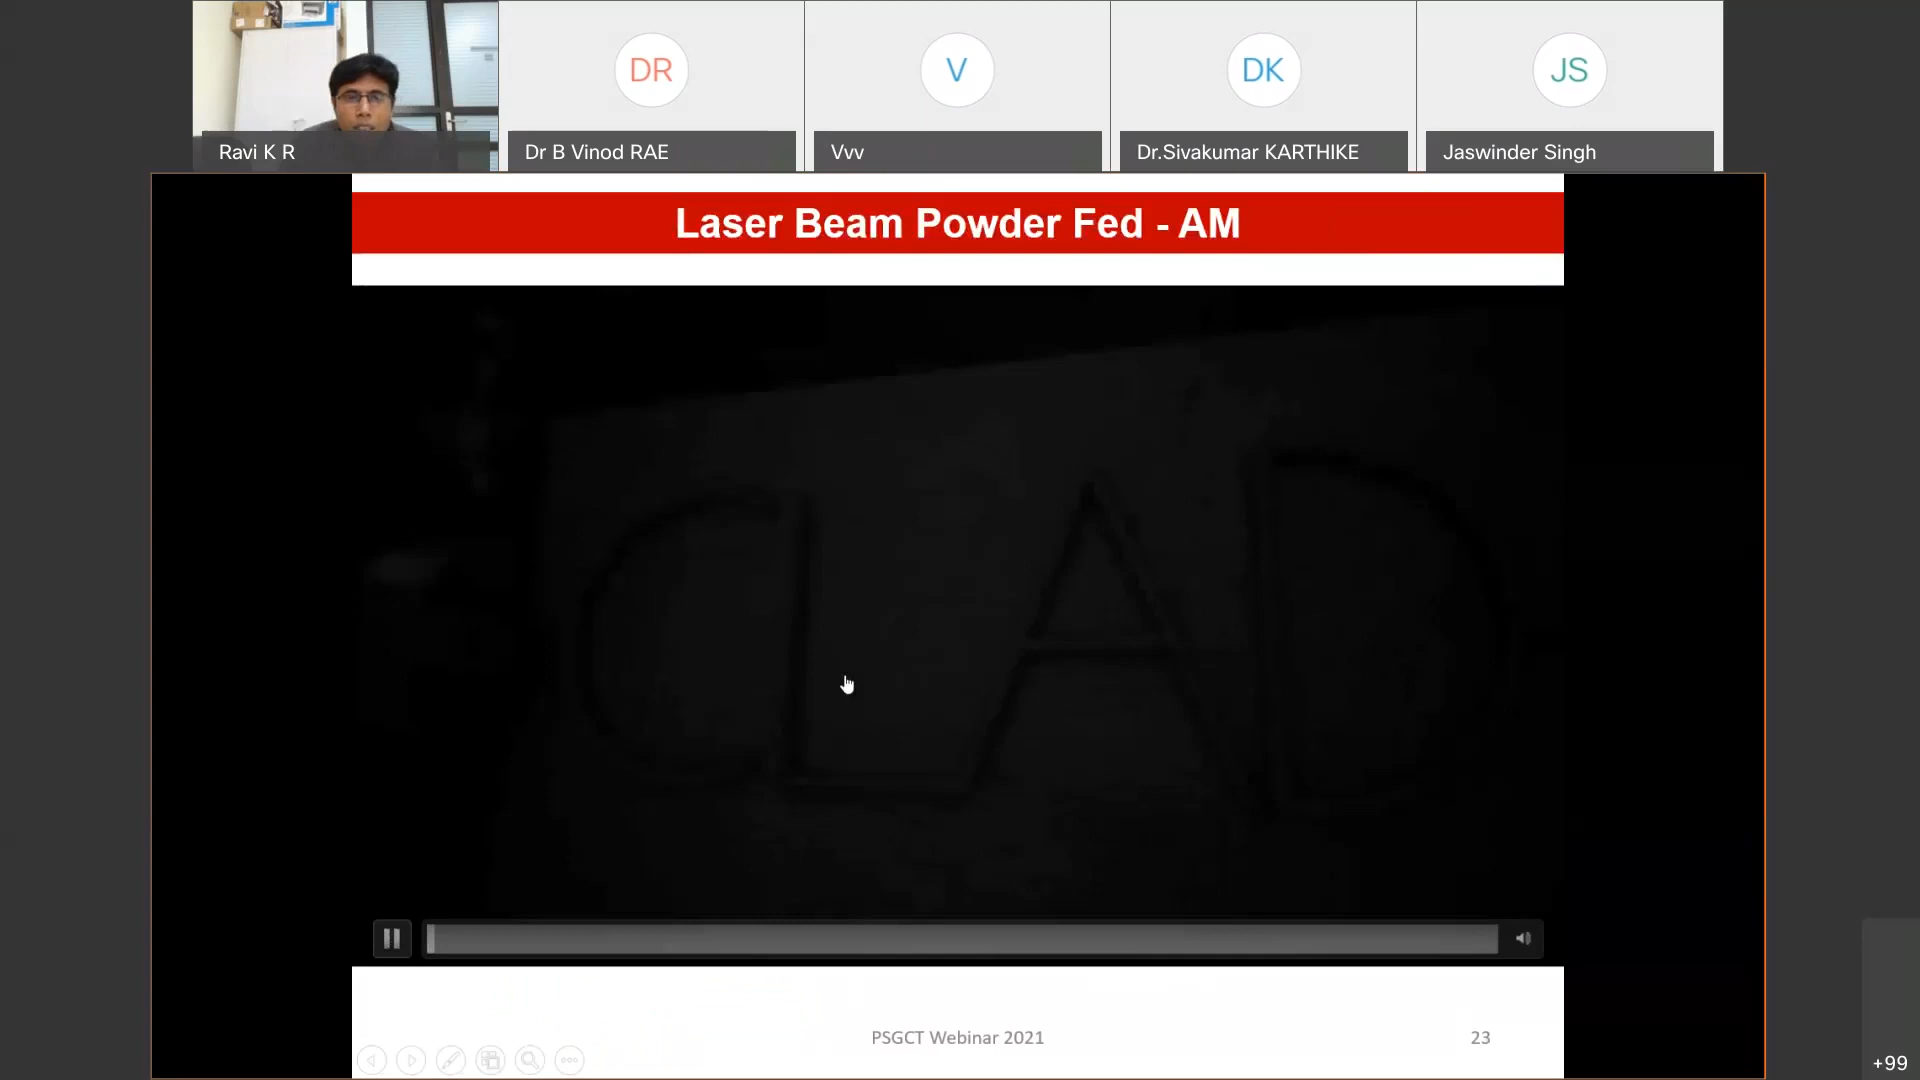 DR
V
DK
JS
Ravi K R
Dr B Vinod RAE
Vvv
Dr.Sivakumar KARTHIKE
Jaswinder Singh
Laser Beam Powder Fed - AM
CLAD
PSGCT Webinar 2021
23
+99